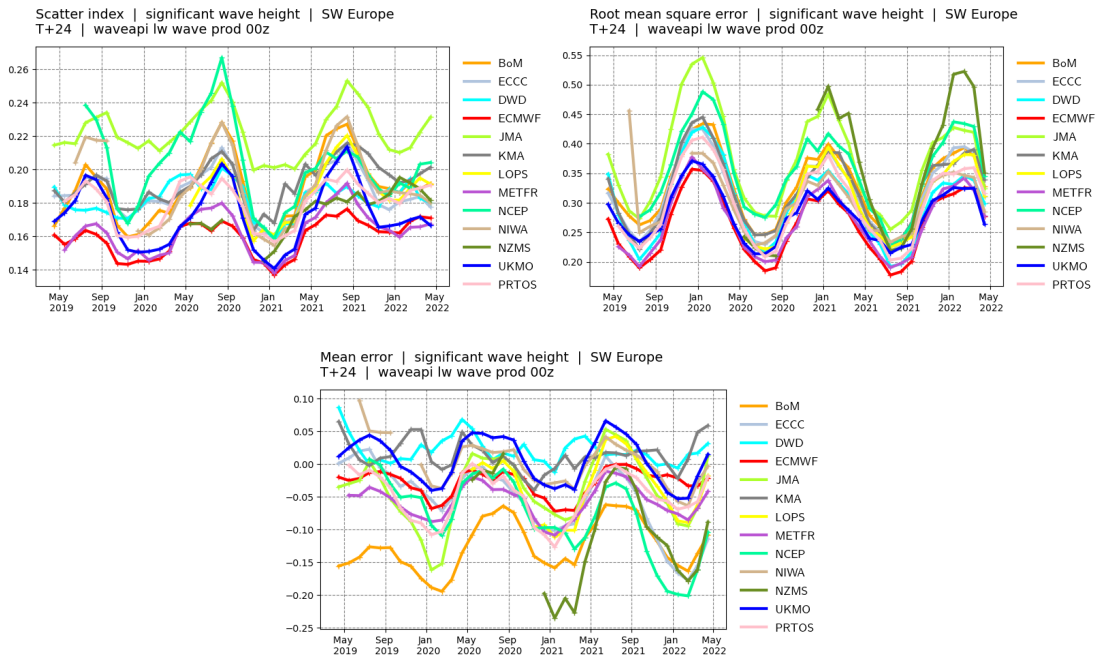 Scatter index | significant wave height | SW Europe
T+24 | waveapi lw wave prod 00z
0.26
0.24
0.22
0.20
0.18
0.16
0.14
May 2019
Sep
Jan 2020
May 2020
Sep 2020
Jan 2021
May 2021
Sep 2021
Jan 2022
May 2022
BoM
ECCC
DWD
ECMWF
JMA
KMA
LOPS
METFR
NCEP
NIWA
NZMS
UKMO
PRTOS
Root mean square error | significant wave height | SW Europe
T+24 | waveapi lw wave prod 00z
0.55
0.50
0.45
0.40
0.35
0.30
0.25
0.20
May 2019
Sep 2019
Jan 2020
May 2020
Sep 2020
Jan 2021
May 2021
Sep 2021
Jan 2022
May 2022
BoM
ECCC
DWD
ECMWF
JMA
KMA
LOPS
METFR
NCEP
NIWA
NZMS
UKMO
PRTOS
Mean error | significant wave height | SW Europe
T+24 | waveapi lw wave prod 00z
0.10
0.05
0.00
−0.05
−0.10
−0.15
−0.20
−0.25
May 2019
Sep 2019
Jan 2020
May 2020
Sep 2020
Jan 2021
May 2021
Sep 2021
Jan 2022
May 2022
BoM
ECCC
DWD
ECMWF
JMA
KMA
LOPS
METFR
NCEP
NIWA
NZMS
UKMO
PRTOS